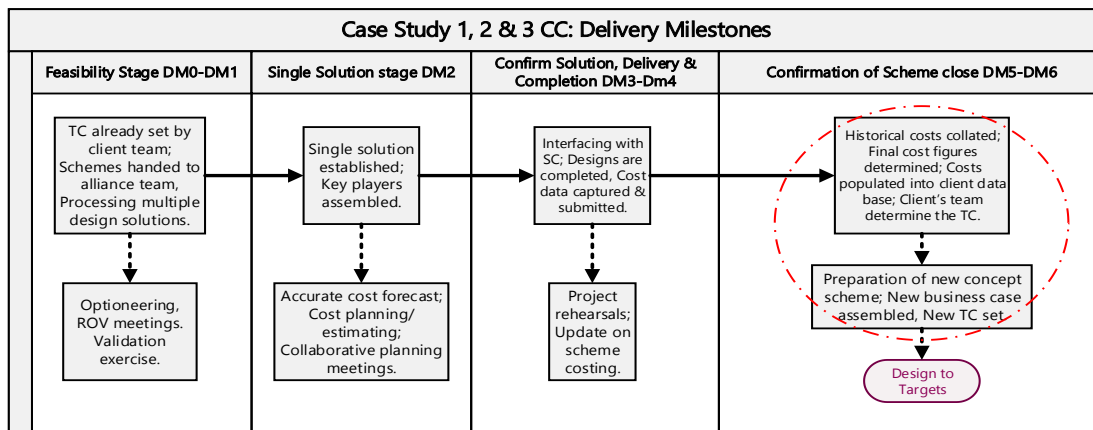 Case Study 1, 2 & 3 CC: Delivery Milestones
Feasibility Stage DM0-DM1
Single Solution stage DM2
Confirm Solution, Delivery &
Completion DM3-Dm4
Confirmation of Scheme close DM5-DM6
TC already set by
client team;
Schemes handed to
alliance team,
Processing multiple
design solutions.
Single solution
established;
Key players
assembled.
Interfacing with
SC; Designs are
completed, Cost
data captured &
submitted.
Historical costs collated;
Final cost figures
determined; Costs
populated into client data
base; Client's team
determine the TC.
Optioneering,
ROV meetings.
Validation
exercise.
Accurate cost forecast;
Cost planning/
estimating;
Collaborative planning
meetings.
Project
rehearsals;
Update on
scheme
costing.
Preparation of new concept
scheme; New business case
assembled, New TC set
Design to
Targets